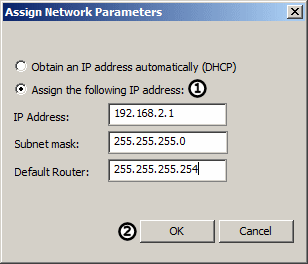 Assign Network Parameters
Obtain an IP address automatically (DHCP)
Assign the following IP address: 1
IP Address: 192.168.2.1
Subnet mask: 255.255.255.0
Default Router: 255.255.255.254
2 OK Cancel